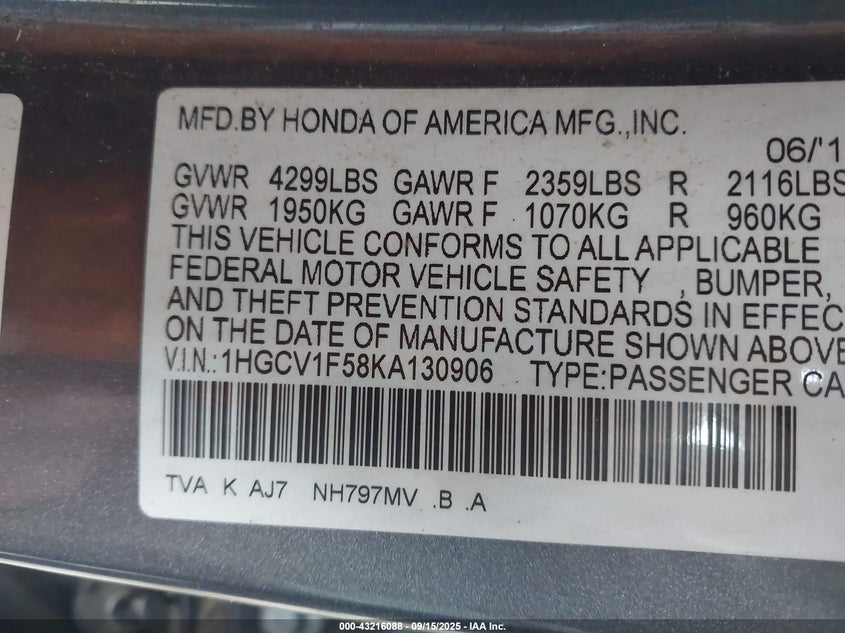 MFD.BY HONDA OF AMERICA MFG.,INC.
06/'1
GVWR 4299LBS GAWR F 2359LBS R 2116LBS
GVWR 1950KG GAWR F 1070KG R 960KG
THIS VEHICLE CONFORMS TO ALL APPLICABLE
FEDERAL MOTOR VEHICLE SAFETY , BUMPER,
AND THEFT PREVENTION STANDARDS IN EFFEC
ON THE DATE OF MANUFACTURE SHOWN ABOVE
V.I.N.:1HGCV1F58KA130906 TYPE:PASSENGER CA
TVA K AJ7 NH797MV .B .A
000-43216088 - 09/15/2025 - IAA Inc.